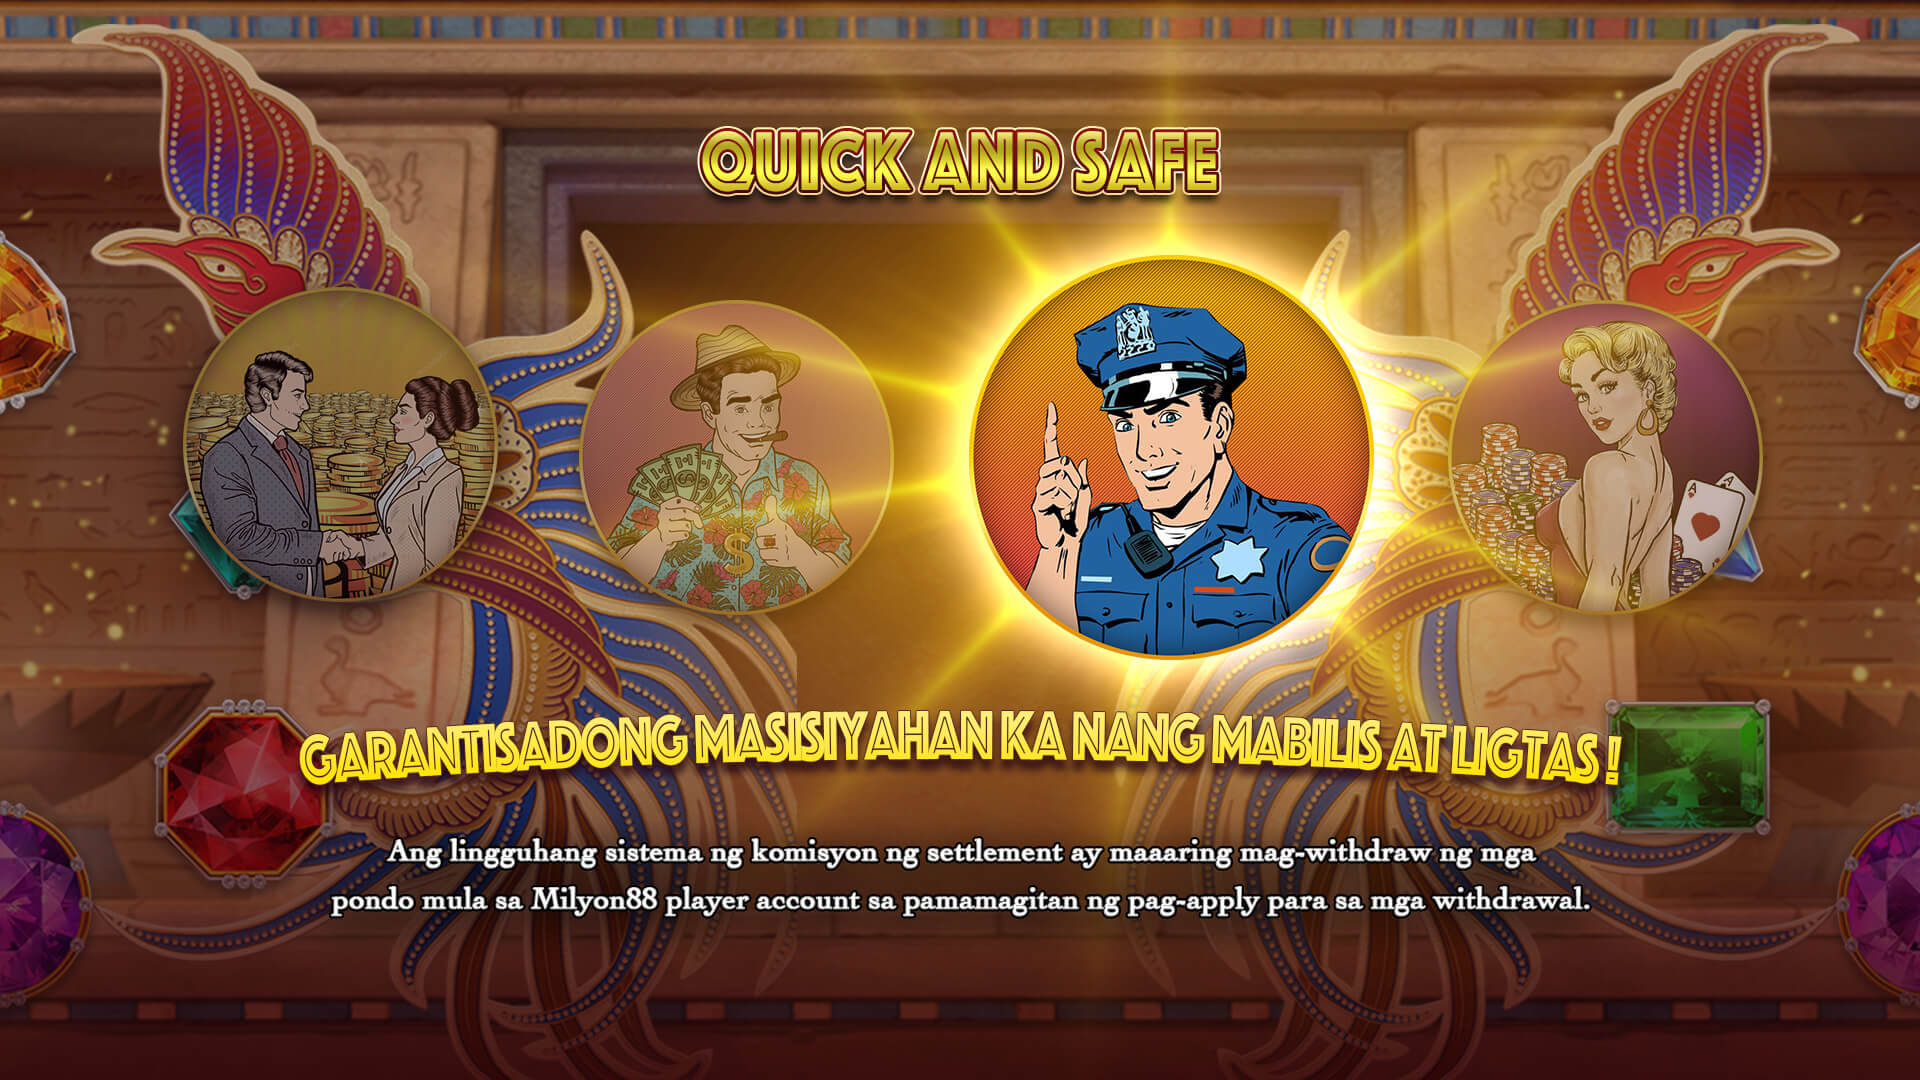 QUICK AND SAFE
GARANTISADONG MASISIYAHAN KA NANG MABILIS AT LIGTAS !
Ang lingguhang sistema ng komisyon ng settlement ay maaaring mag-withdraw ng mga
pondo mula sa Milyon88 player account sa pamamagitan ng pag-apply para sa mga withdrawal.